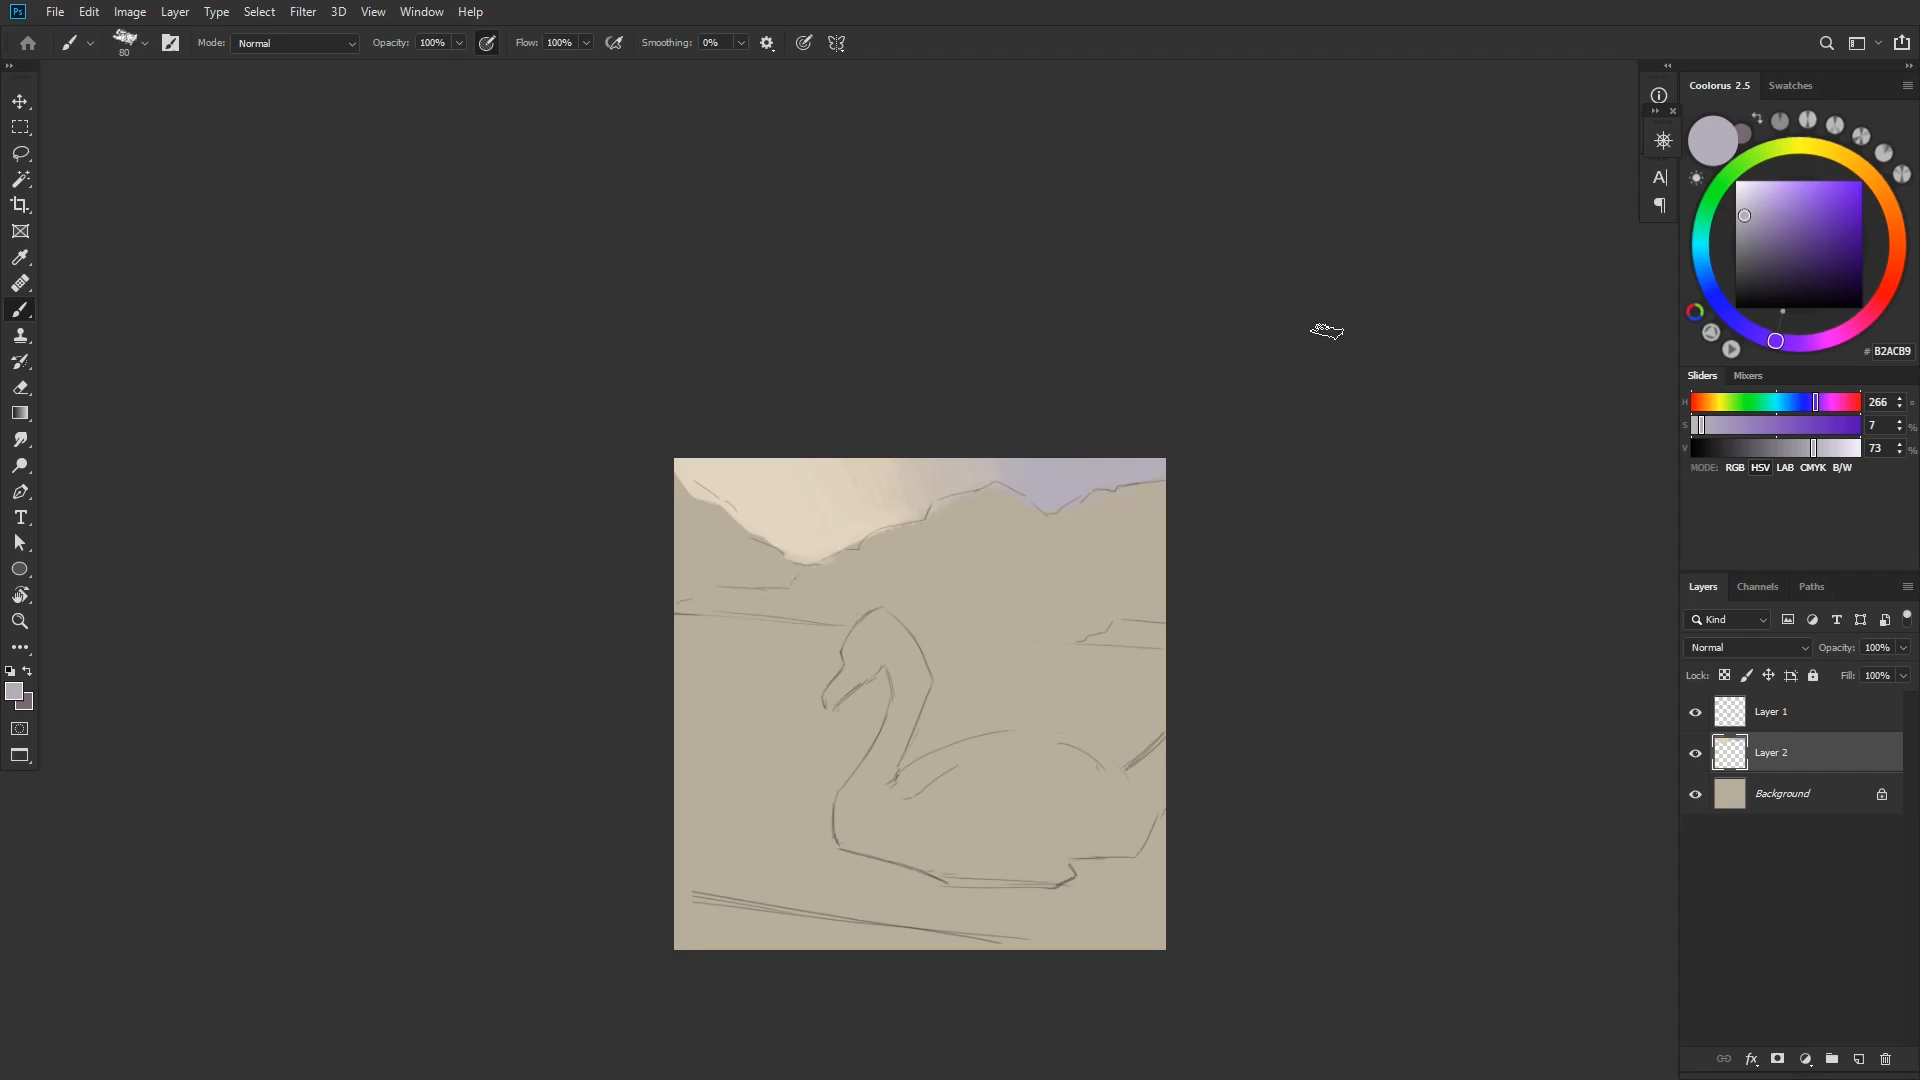 Ps File Edit Image Layer Type Select Filter 3D View Window Help
80 Mode: Normal Opacity: 100% Flow: 100% Smoothing: 0%
Coolorus 2.5 Swatches
# B2ACB9
Sliders Mixers
H 266 °
S 7 %
V 73 %
MODE: RGB HSV LAB CMYK B/W
Layers Channels Paths
Kind
Normal Opacity: 100%
Lock: Fill: 100%
Layer 1
Layer 2
Background